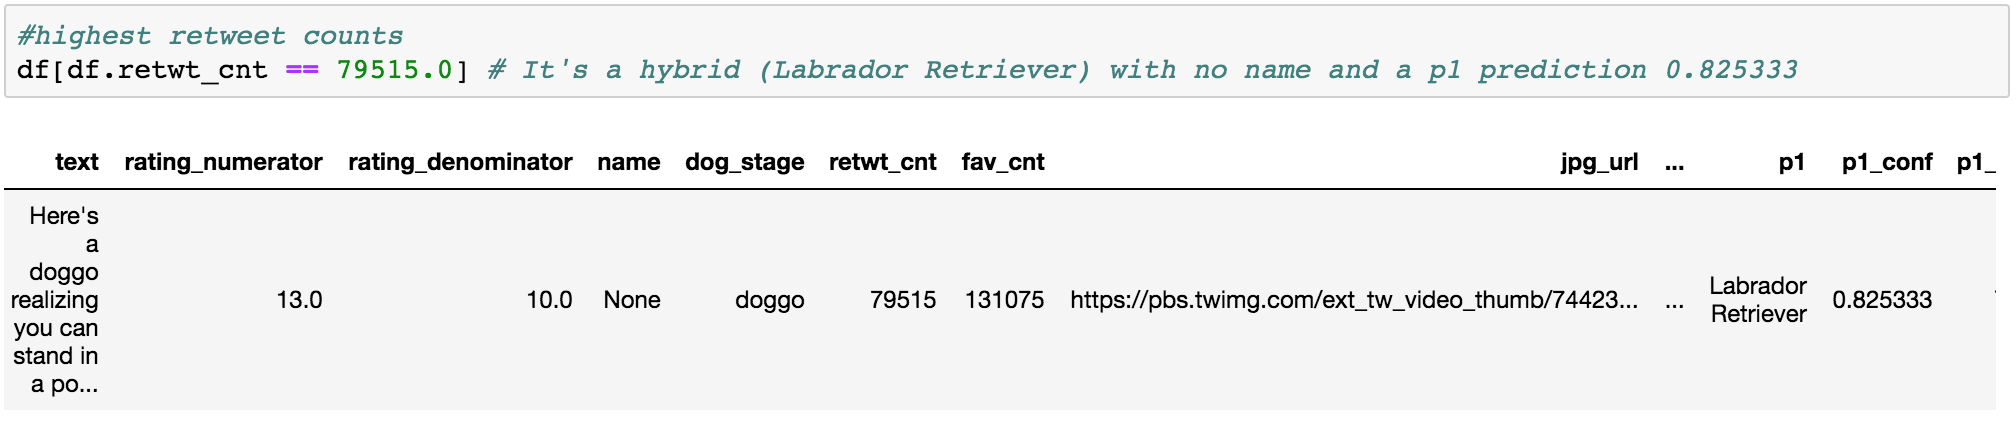 #highest retweet counts
df[df.retwt_cnt == 79515.0] # It's a hybrid (Labrador Retriever) with no name and a p1 prediction 0.825333
text rating_numerator rating_denominator name dog_stage retwt_cnt fav_cnt jpg_url ... p1 p1_conf p1_
Here's
a
doggo
realizing
you can
stand in
a po...
13.0 10.0 None doggo 79515 131075 https://pbs.twimg.com/ext_tw_video_thumb/74423... ... 
Labrador
Retriever
0.825333